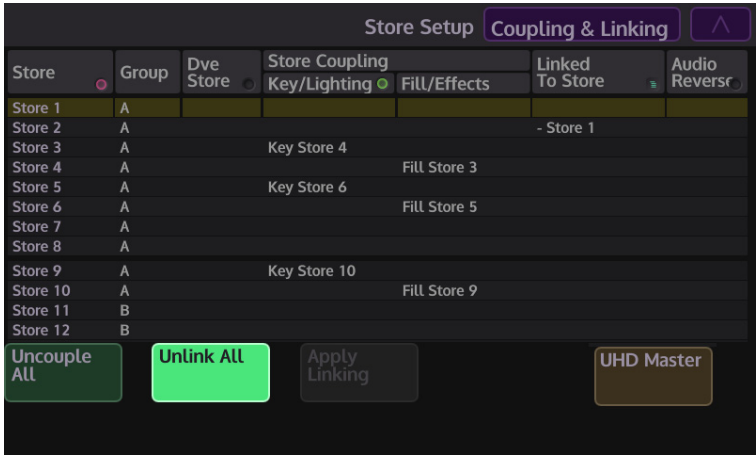 Store Setup Coupling & Linking
Store Group Dve Store Store Coupling Key/Lighting Fill/Effects Linked To Store Audio Reverse
Store 1 A
Store 2 A - Store 1
Store 3 A Key Store 4
Store 4 A Fill Store 3
Store 5 A Key Store 6
Store 6 A Fill Store 5
Store 7 A
Store 8 A
Store 9 A Key Store 10
Store 10 A Fill Store 9
Store 11 B
Store 12 B
Uncouple All Unlink All Apply Linking UHD Master